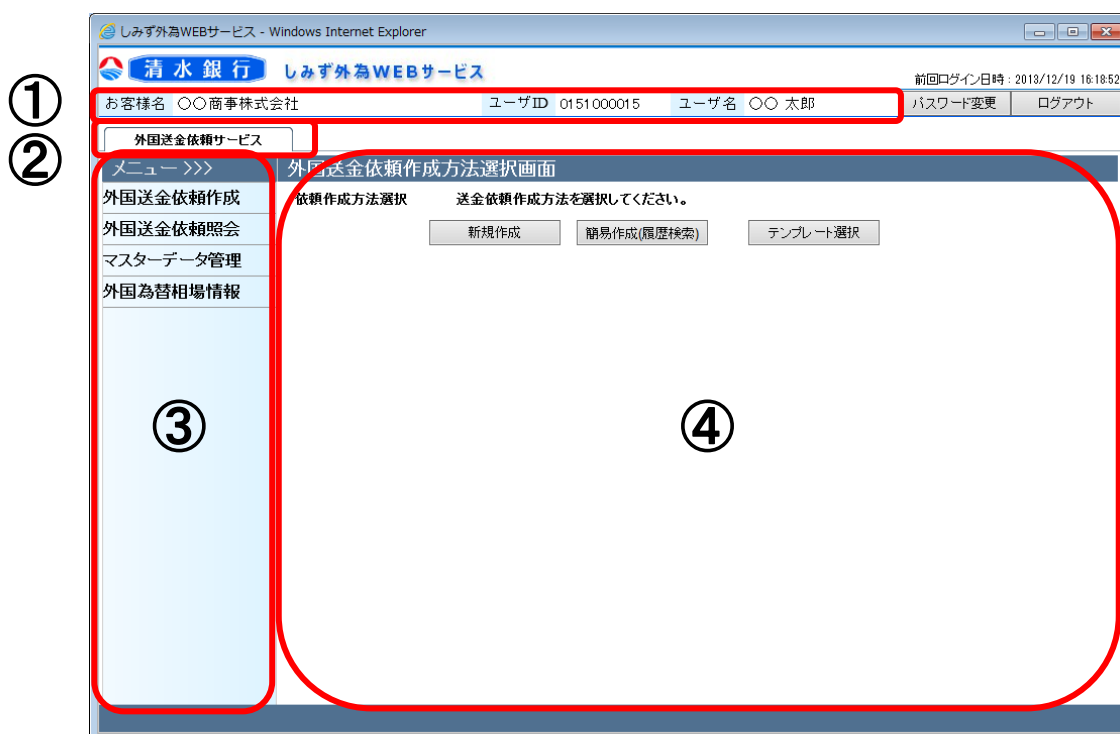 しみず外為WEBサービス - Windows Internet Explorer
清水銀行 しみず外為WEBサービス
前回ログイン日時：2013/12/19 16:18:52
①
お客様名 〇〇商事株式会社 ユーザID 0151000015 ユーザ名 〇〇 太郎 パスワード変更 ログアウト
②
外国送金依頼サービス
メニュー >>> 外国送金依頼作成方法選択画面
外国送金依頼作成 依頼作成方法選択 送金依頼作成方法を選択してください。
外国送金依頼照会 新規作成 簡易作成(履歴検索) テンプレート選択
マスターデータ管理
外国為替相場情報
③ ④